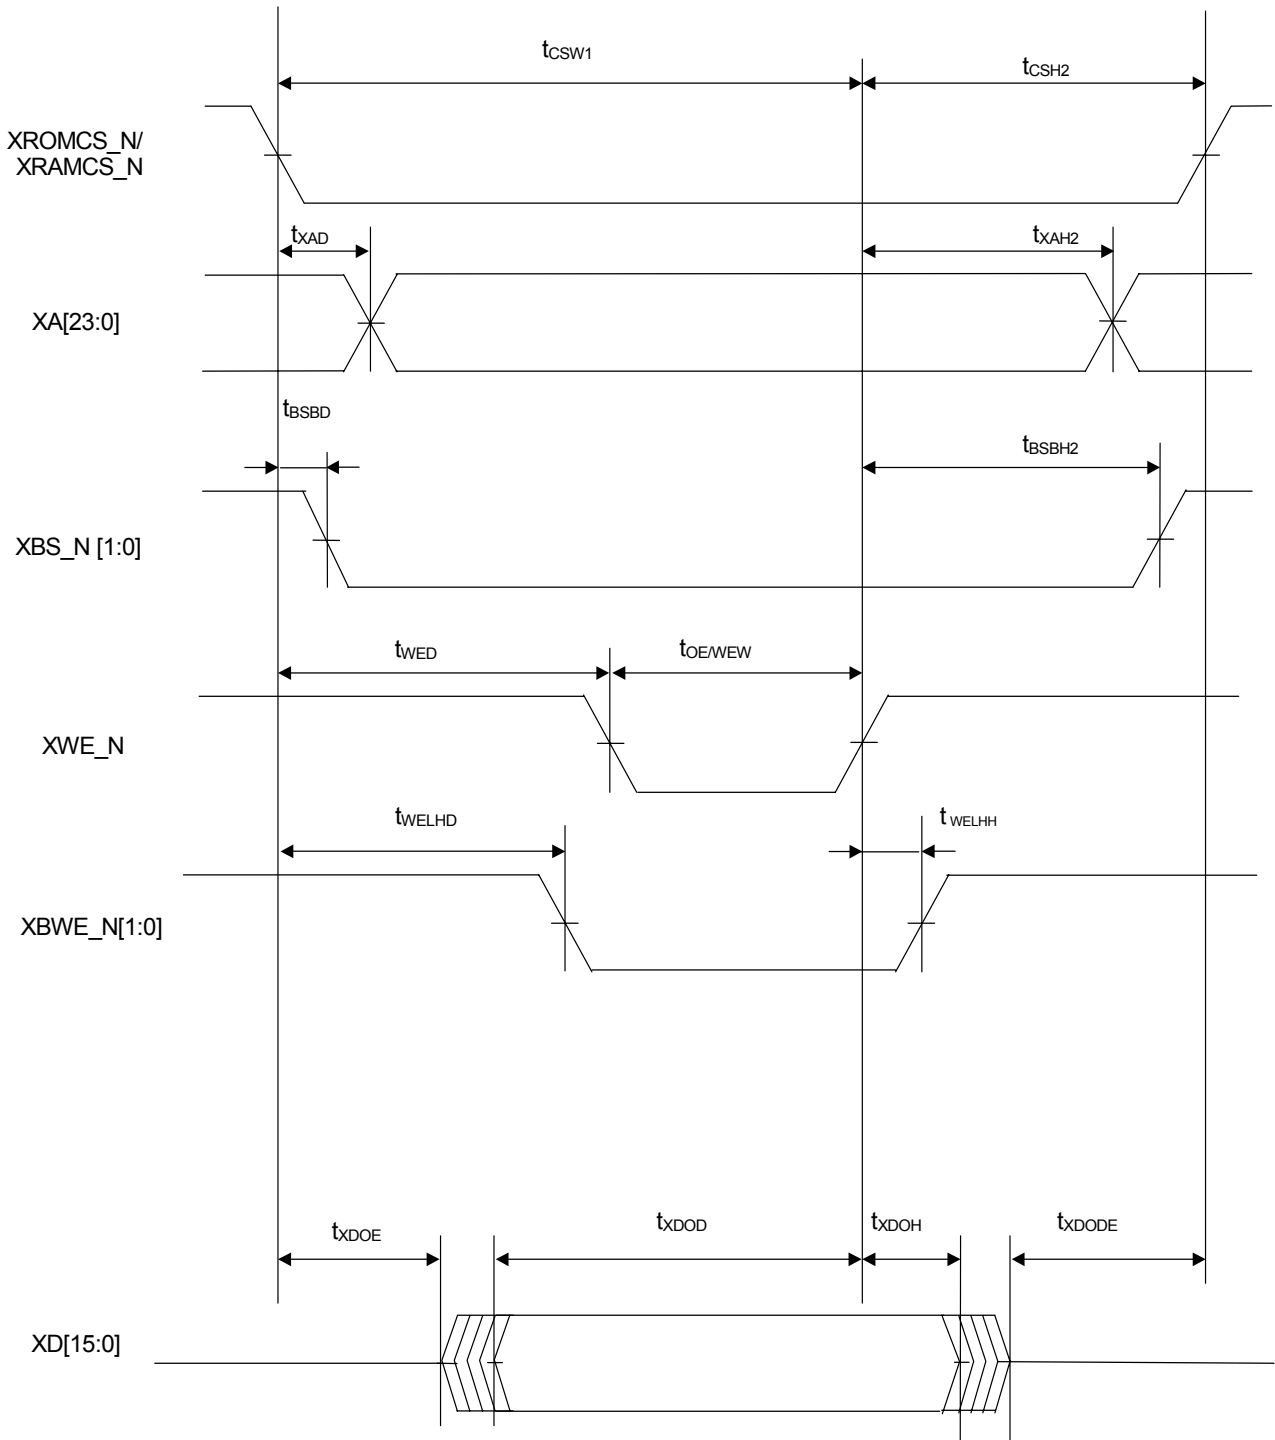 tCSW1
tCSH2
XROMCS_N/
XRAMCS_N
tXAD
tXAH2
XA[23:0]
tBSBD
tBSBH2
XBS_N [1:0]
tWED
tOE/WEW
XWE_N
tWELHD
t WELHH
XBWE_N[1:0]
tXDOE
tXDOD
tXDOH
tXDODE
XD[15:0]